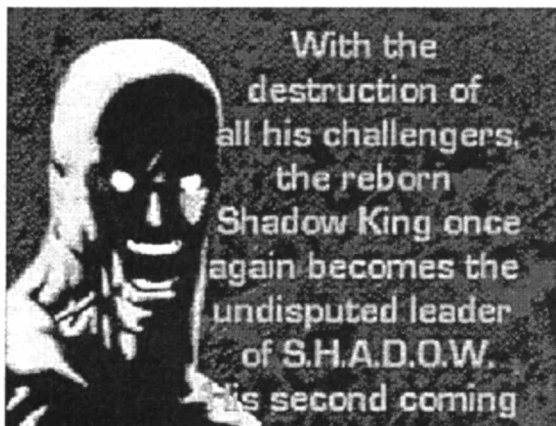 With the
destruction of
all his challengers,
the reborn
Shadow King once
again becomes the
undisputed leader
of S.H.A.D.O.W.
His second coming